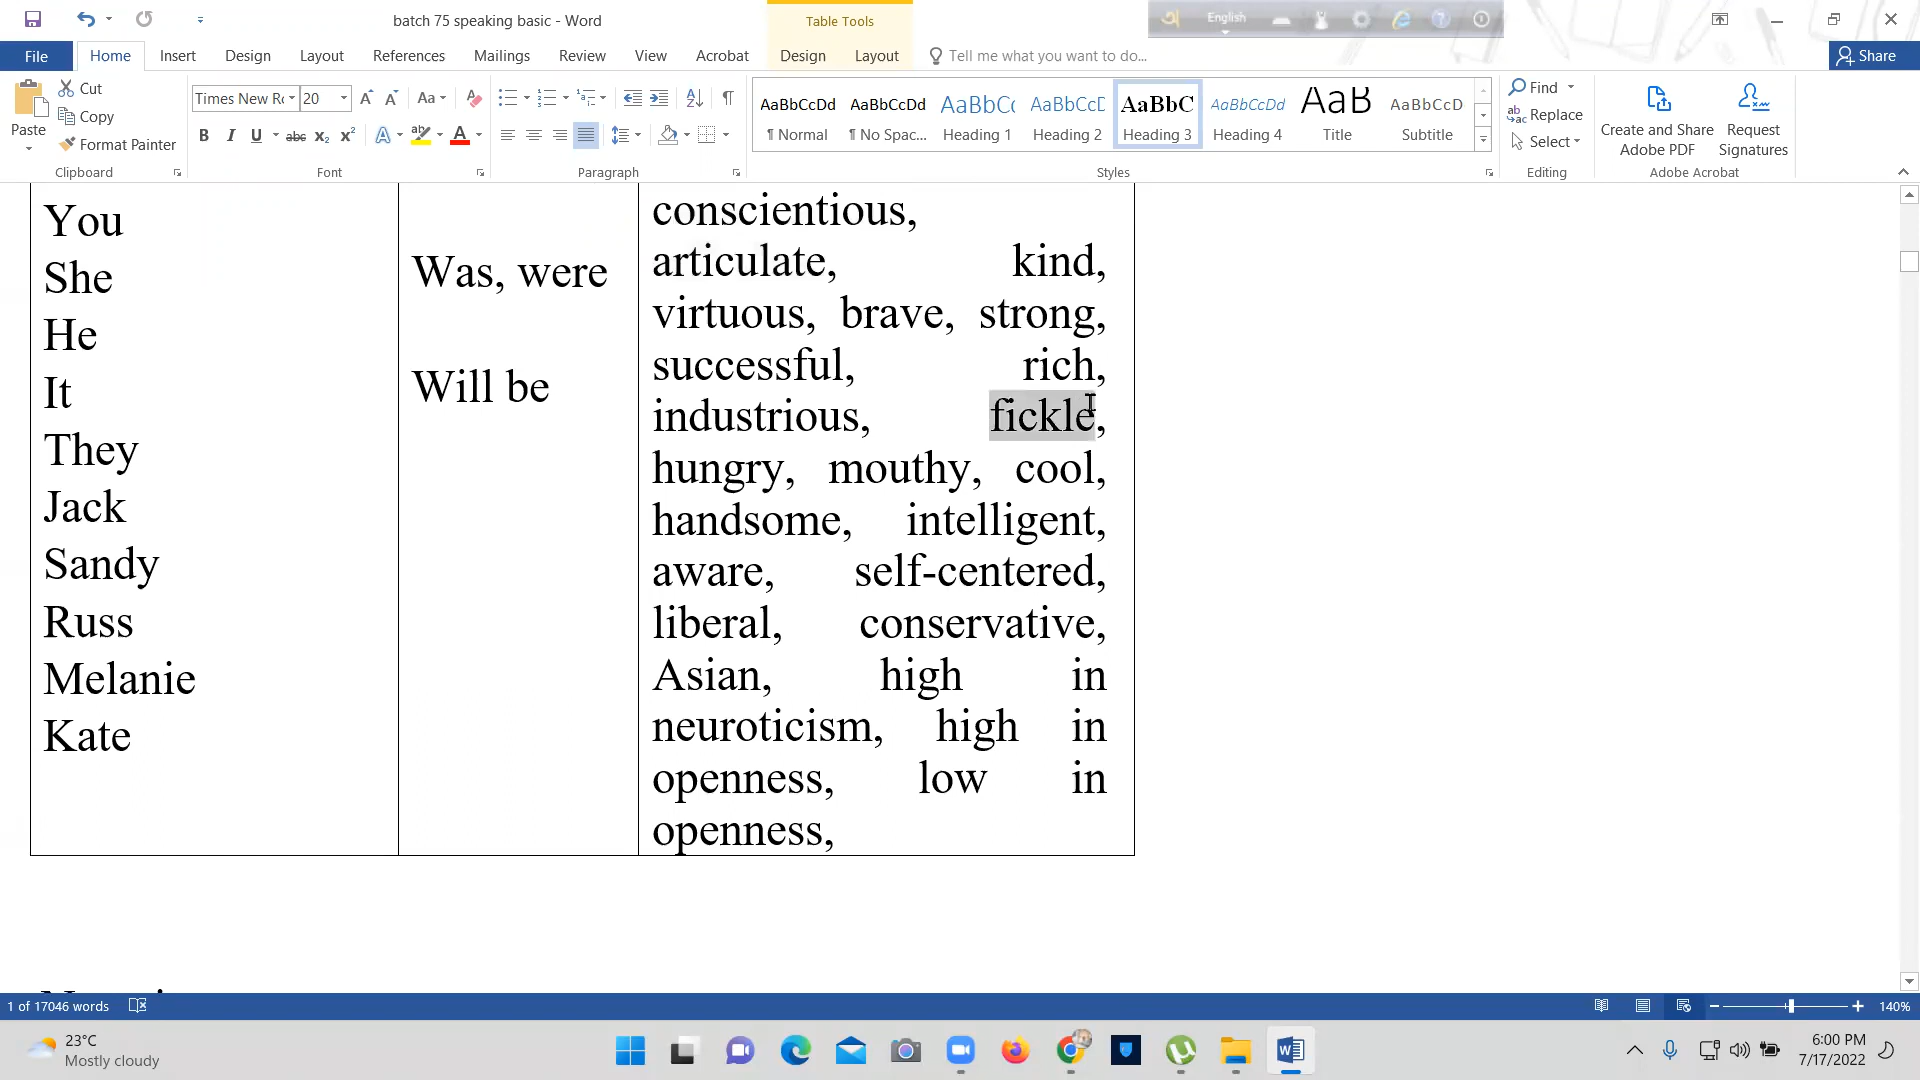 batch 75 speaking basic - Word
Table Tools
English
File
Home
Insert
Design
Layout
References
Mailings
Review
View
Acrobat
Design
Layout
Tell me what you want to do...
Share
Paste
Cut
Copy
Format Painter
Clipboard
Times New Rc
20
Aa
Font
Paragraph
AaBbCcDd
¶ Normal
AaBbCcDd
¶ No Spac...
AaBbCc
Heading 1
AaBbCcD
Heading 2
AaBbC
Heading 3
AaBbCcDd
Heading 4
AaB
Title
AaBbCcD
Subtitle
Styles
Find
Replace
Select
Editing
Create and Share
Adobe PDF
Request
Signatures
Adobe Acrobat
You
She
He
It
They
Jack
Sandy
Russ
Melanie
Kate
Was, were
Will be
conscientious,
articulate, kind,
virtuous, brave, strong,
successful, rich,
industrious, fickle,
hungry, mouthy, cool,
handsome, intelligent,
aware, self-centered,
liberal, conservative,
Asian, high in
neuroticism, high in
openness, low in
openness,
1 of 17046 words
140%
23°C
Mostly cloudy
6:00 PM
7/17/2022